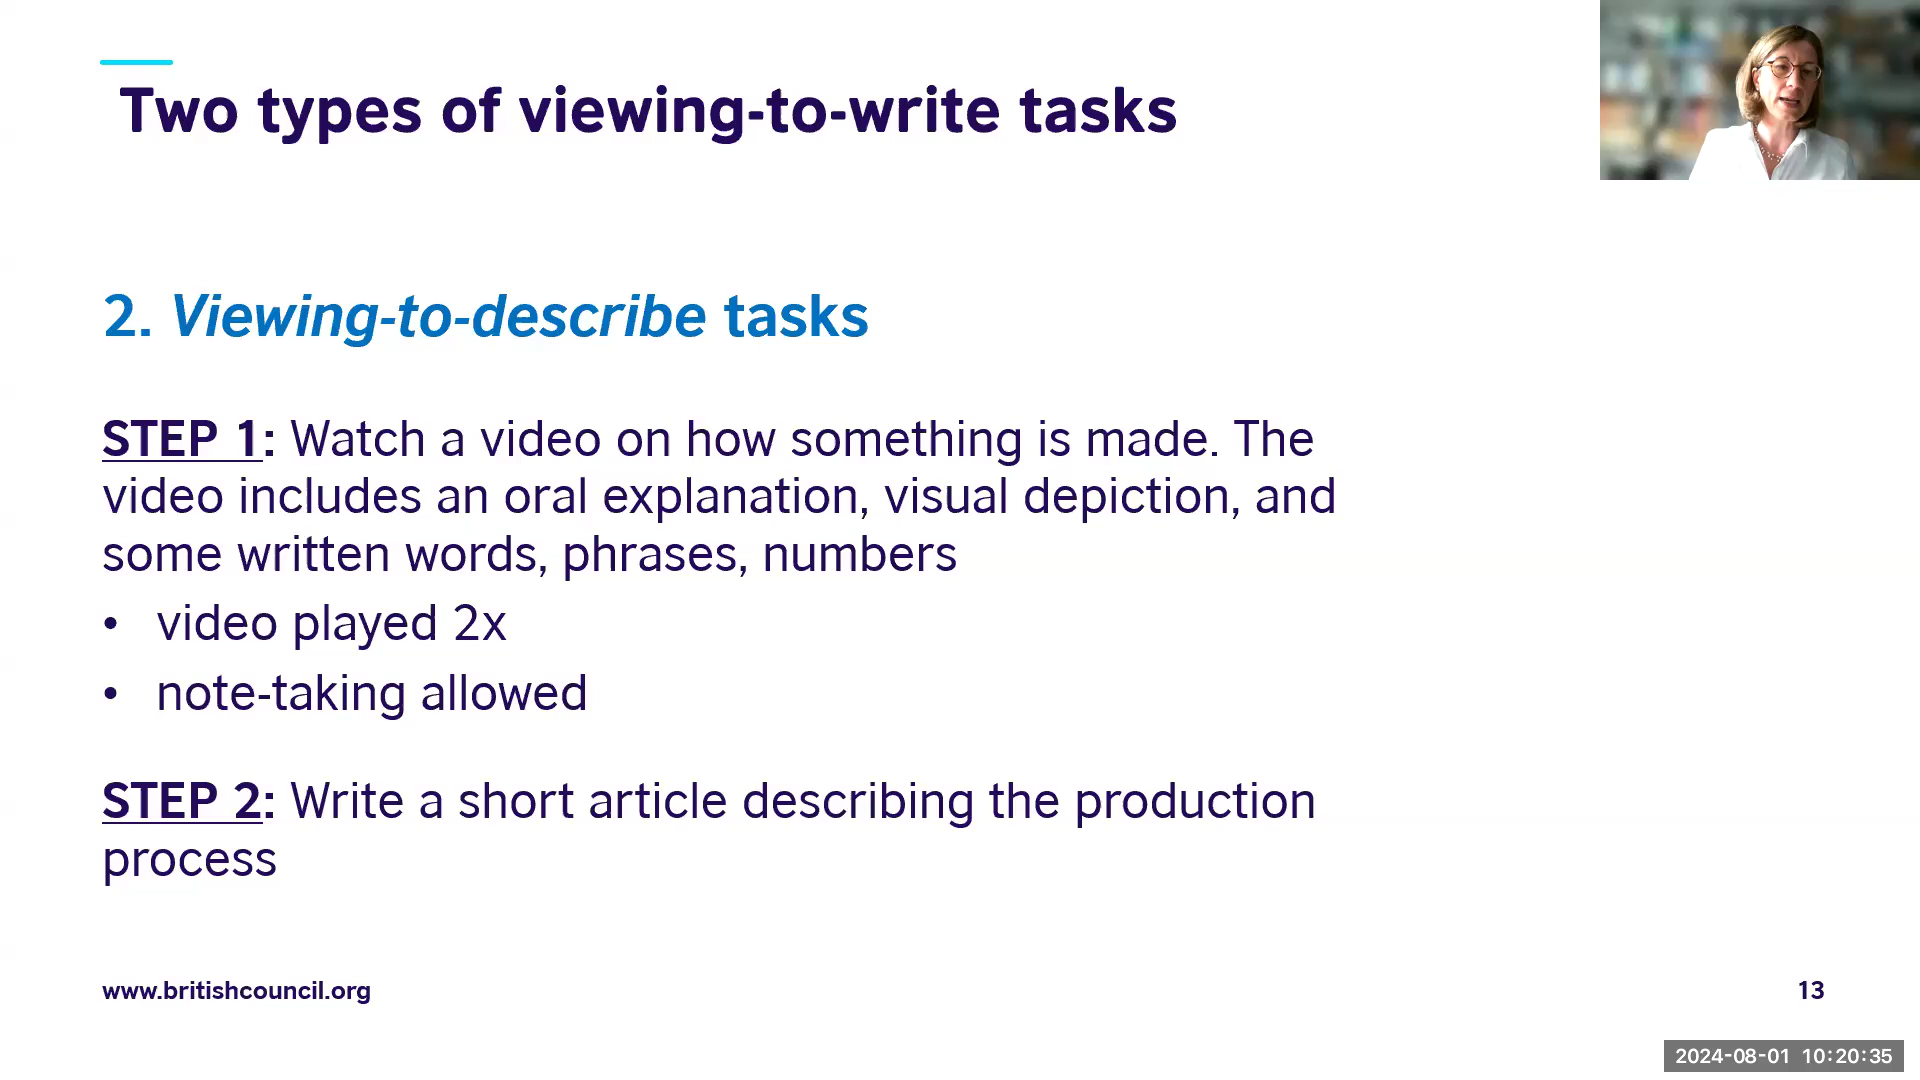 Two types of viewing-to-write tasks
2. Viewing-to-describe tasks
STEP 1: Watch a video on how something is made. The
video includes an oral explanation, visual depiction, and
some written words, phrases, numbers
• video played 2x
• note-taking allowed
STEP 2: Write a short article describing the production
process
www.britishcouncil.org
13
2024-08-01 10:20:35